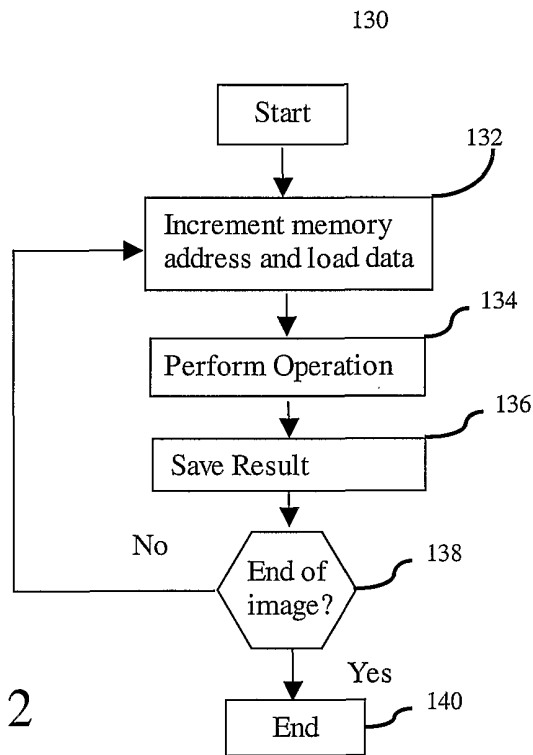 130
Start
132
Increment memory
address and load data
134
Perform Operation
136
Save Result
No
End of
image?
138
Yes
2
End
140